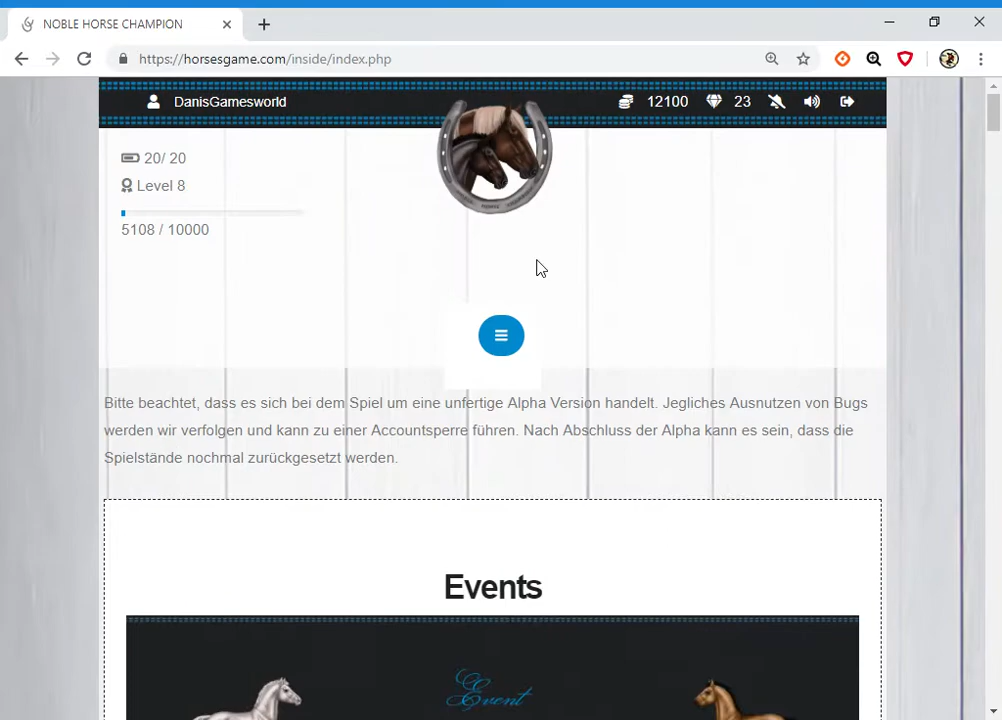 NOBLE HORSE CHAMPION
https://horsesgame.com/inside/index.php
DanisGamesworld
12100
23
20/ 20
Level 8
5108 / 10000
Bitte beachtet, dass es sich bei dem Spiel um eine unfertige Alpha Version handelt. Jegliches Ausnutzen von Bugs
werden wir verfolgen und kann zu einer Accountsperre führen. Nach Abschluss der Alpha kann es sein, dass die
Spielstände nochmal zurückgesetzt werden.
Events
Event